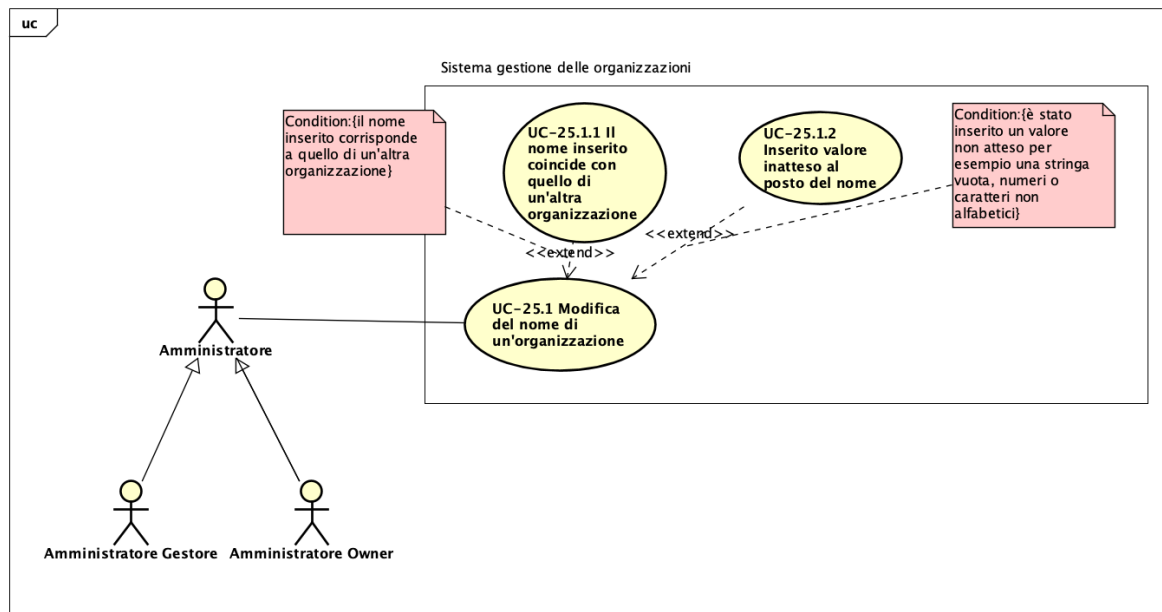 uc
Sistema gestione delle organizzazioni
Condition:{il nome
inserito corrisponde
a quello di un'altra
organizzazione}
UC-25.1.1 Il
nome inserito
coincide con
quello di
un'altra
organizzazione
UC-25.1.2
Inserito valore
inatteso al
posto del nome
Condition:{è stato
inserito un valore
non atteso per
esempio una stringa
vuota, numeri o
caratteri non
alfabetici}
<<extend>>
<<extend>>
UC-25.1 Modifica
del nome di
un'organizzazione
Amministratore
Amministratore Gestore
Amministratore Owner